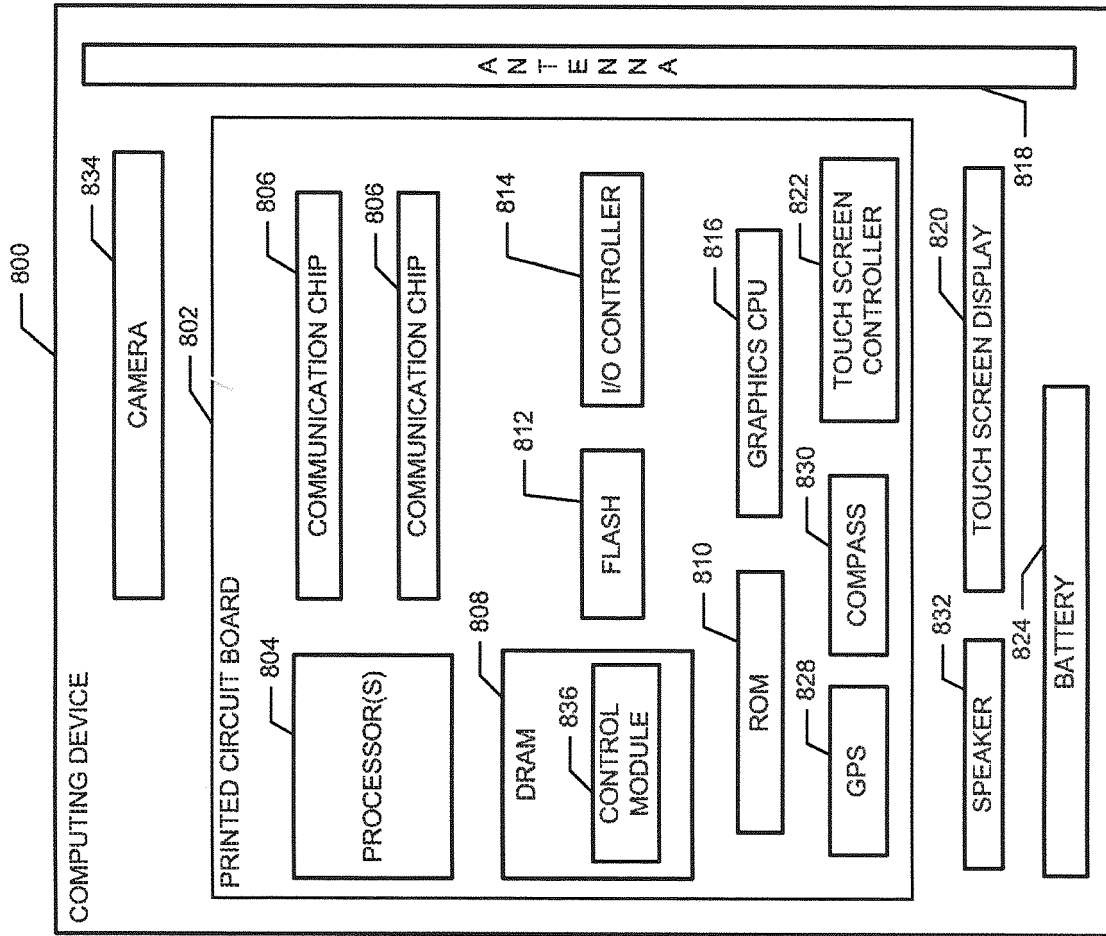 800
COMPUTING DEVICE
834
CAMERA
802
PRINTED CIRCUIT BOARD
804
PROCESSOR(S)
806
COMMUNICATION CHIP
806
COMMUNICATION CHIP
808
DRAM
836
CONTROL
MODULE
812
FLASH
814
I/O CONTROLLER
A
N
T
E
N
N
A
810
ROM
816
GRAPHICS CPU
828
GPS
830
COMPASS
822
TOUCH SCREEN
CONTROLLER
832
SPEAKER
820
TOUCH SCREEN DISPLAY
818
824
BATTERY